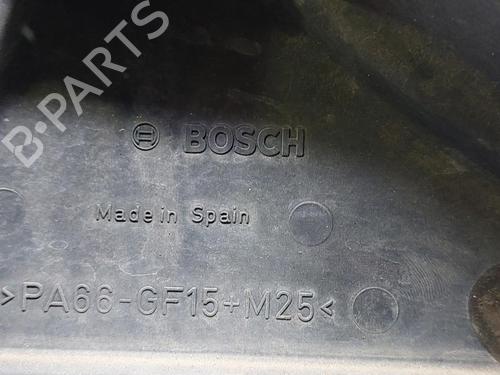 B-PARTS
BOSCH
Made in Spain
>PA66-GF15+M25<